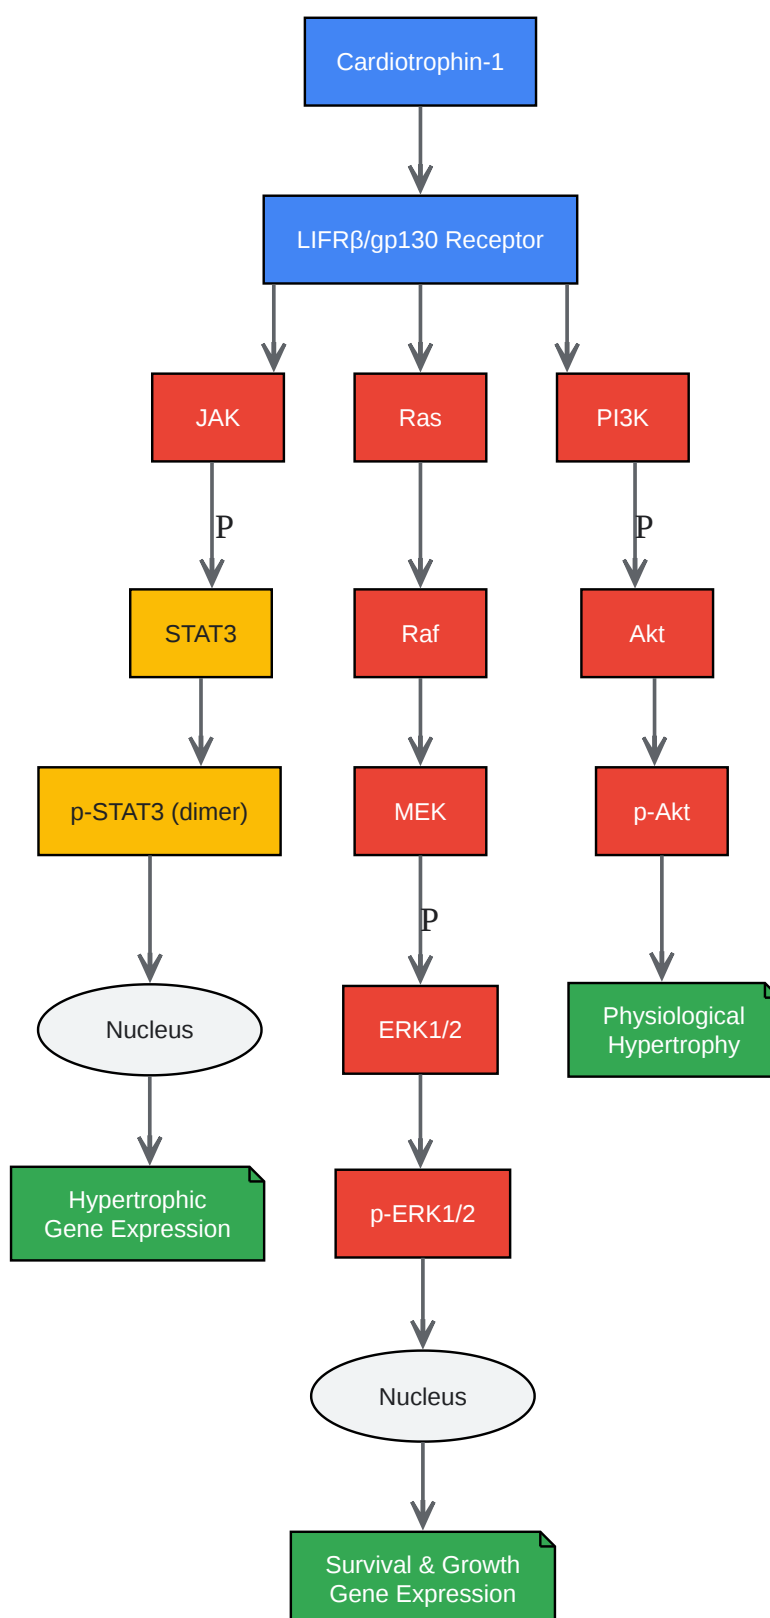 Cardiotrophin-1
LIFRβ/gp130 Receptor
JAK
Ras
PI3K
P
P
STAT3
Raf
Akt
p-STAT3 (dimer)
MEK
p-Akt
P
Nucleus
ERK1/2
Physiological
Hypertrophy
Hypertrophic
Gene Expression
p-ERK1/2
Nucleus
Survival & Growth
Gene Expression